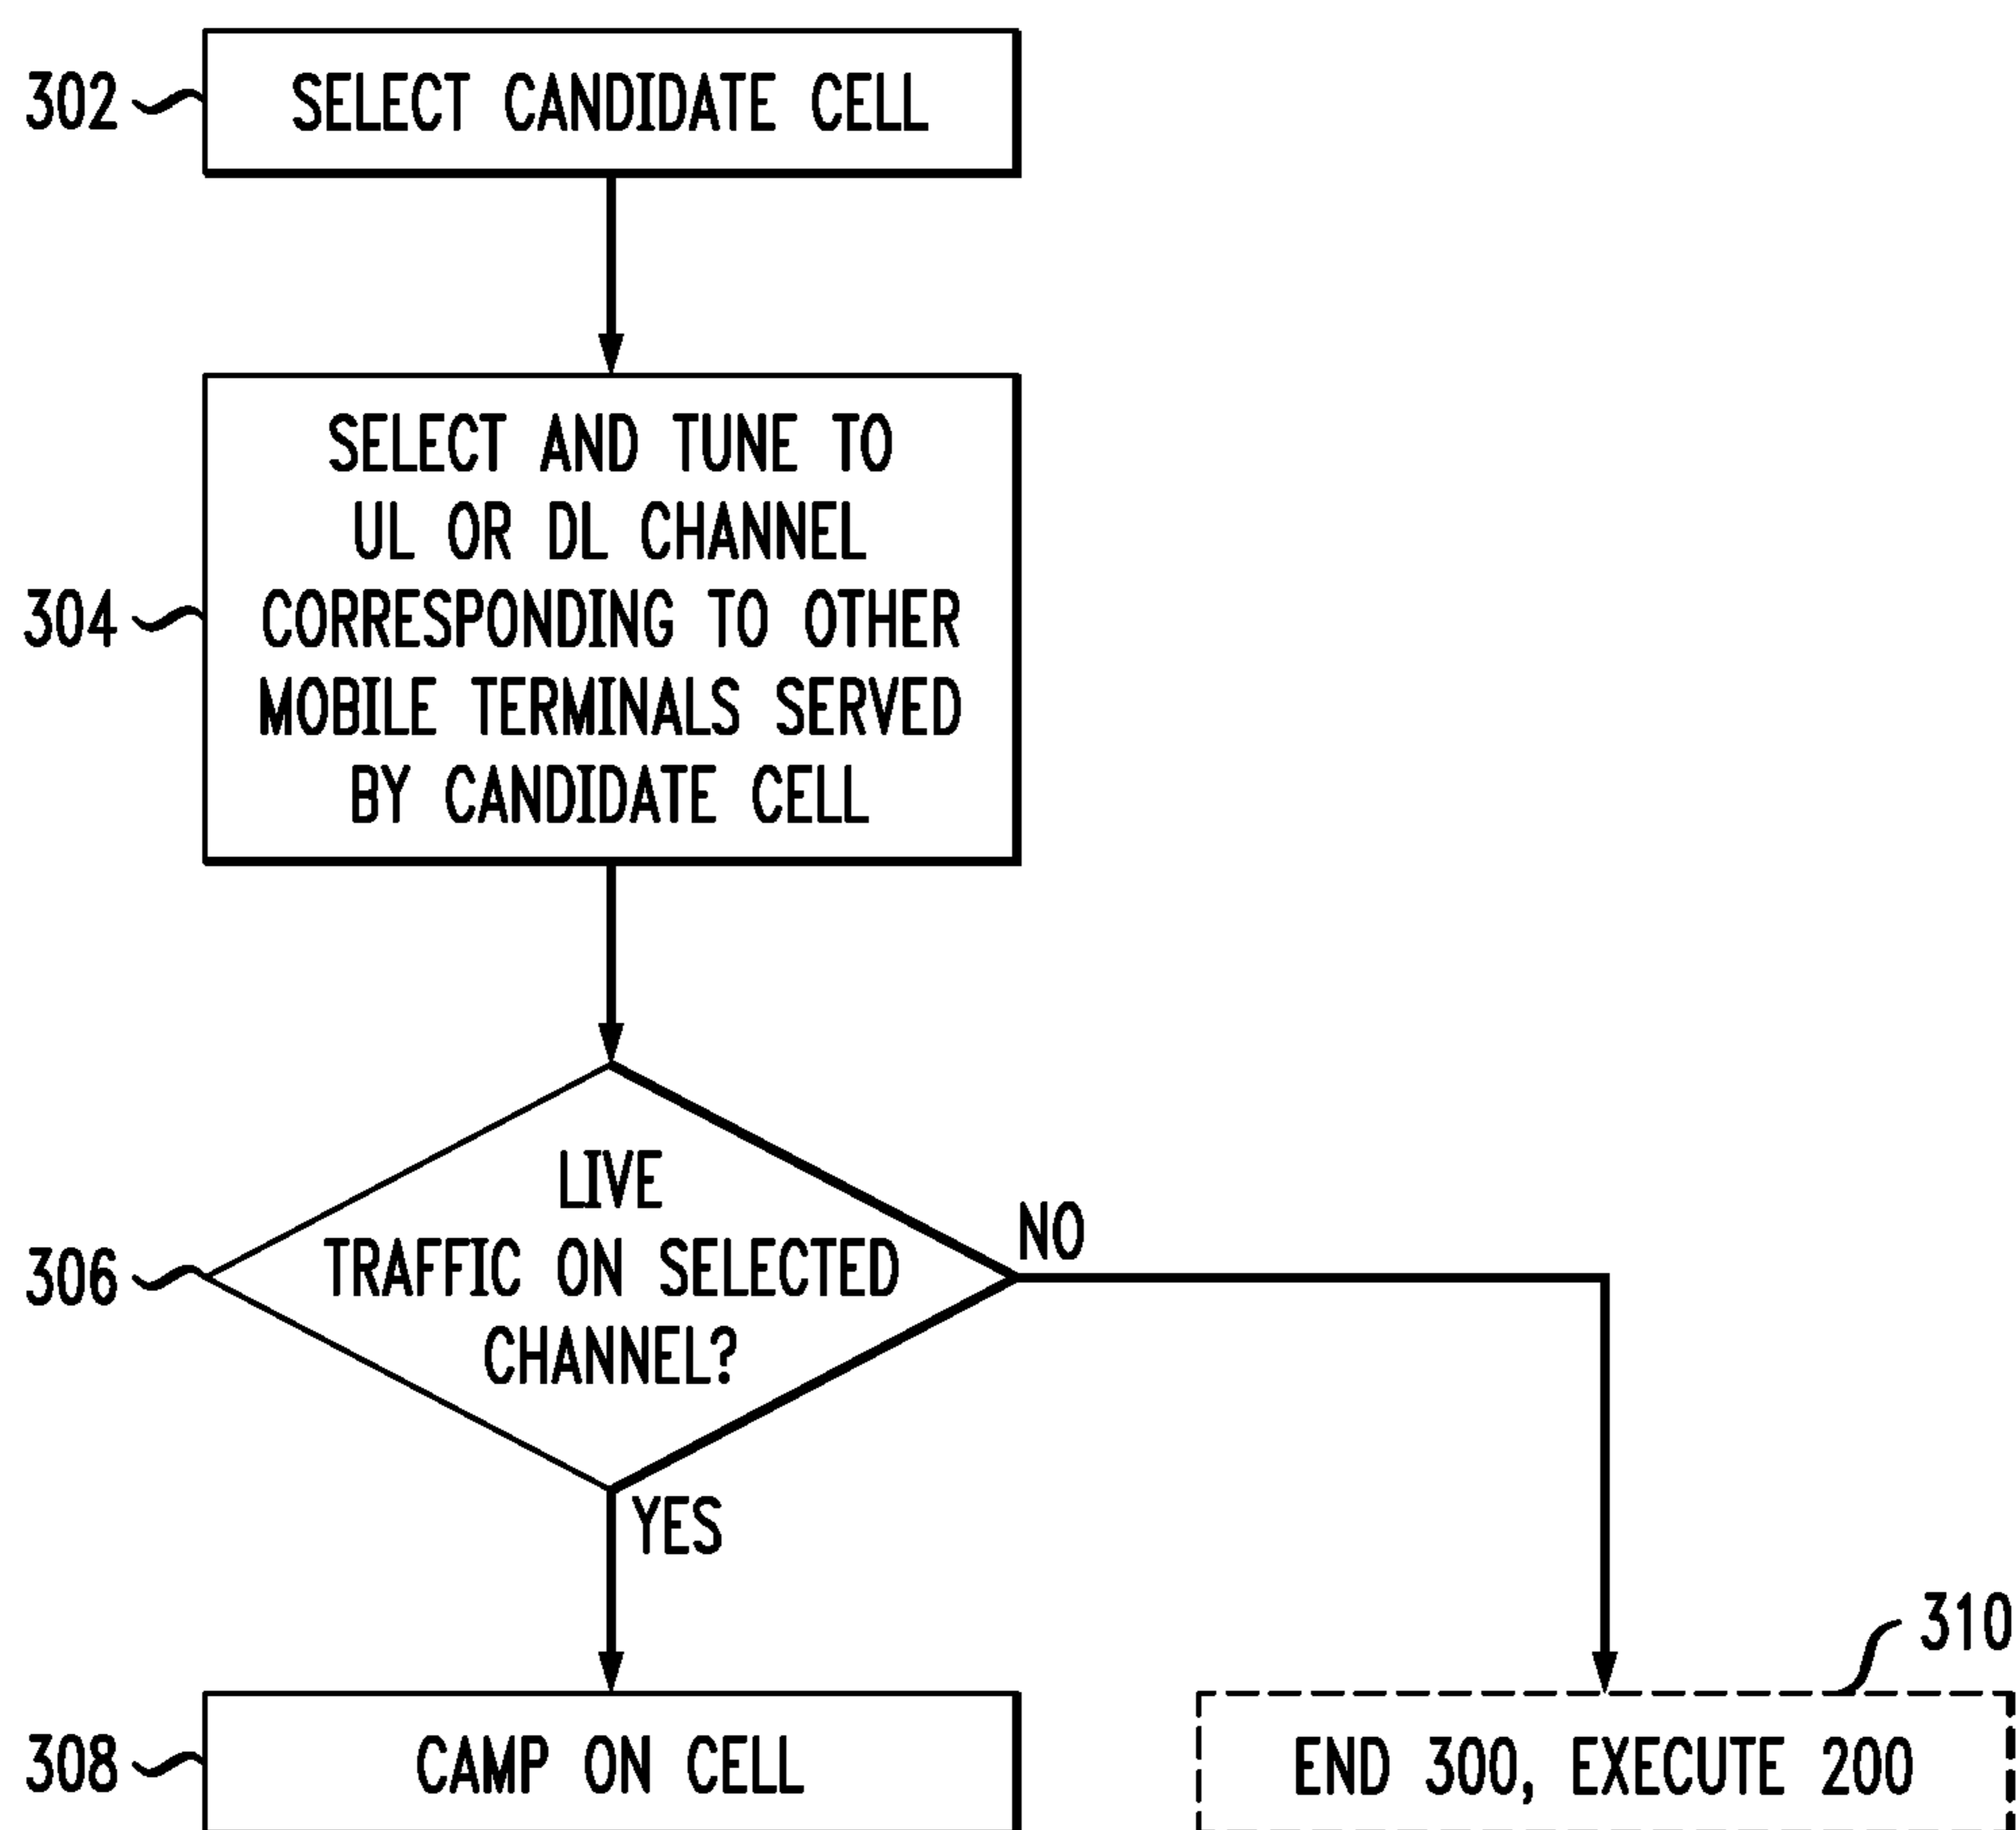 302
SELECT CANDIDATE CELL
304
SELECT AND TUNE TO
UL OR DL CHANNEL
CORRESPONDING TO OTHER
MOBILE TERMINALS SERVED
BY CANDIDATE CELL
306
LIVE
TRAFFIC ON SELECTED
CHANNEL?
NO
YES
308
CAMP ON CELL
310
END 300, EXECUTE 200